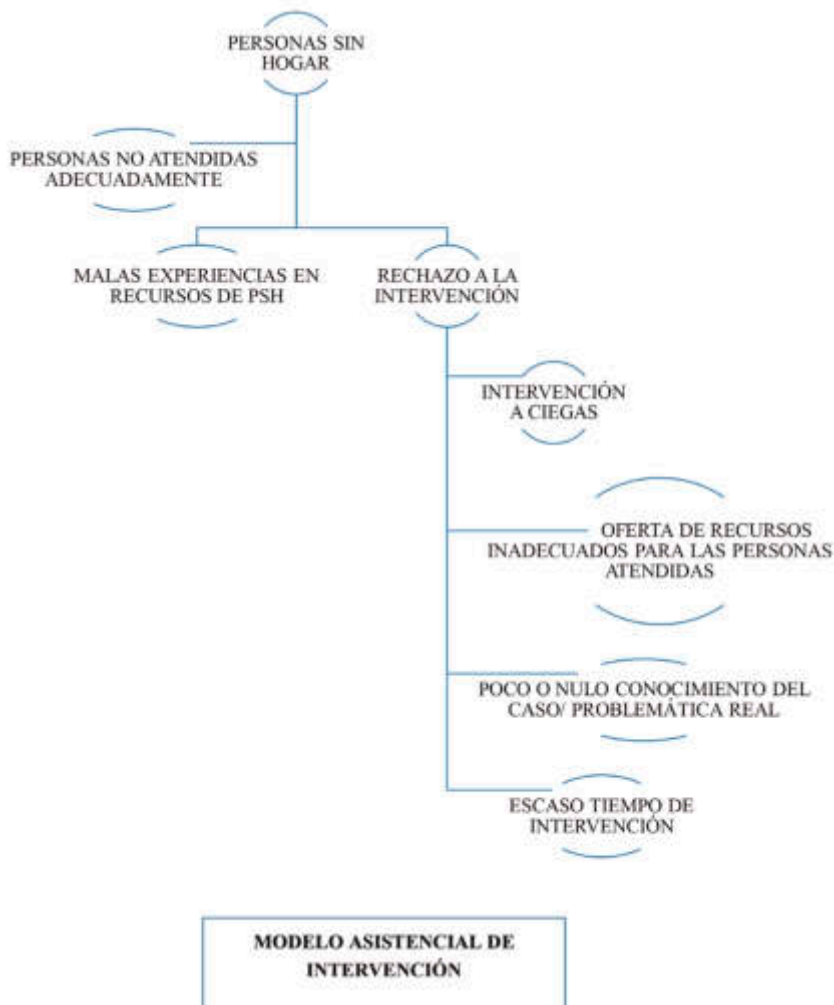 PERSONAS SIN
HOGAR
PERSONAS NO ATENDIDAS
ADECUADAMENTE
MALAS EXPERIENCIAS EN
RECURSOS DE PSH
RECHAZO A LA
INTERVENCIÓN
INTERVENCIÓN
A CIEGAS
OFERTA DE RECURSOS
INADECUADOS PARA LAS PERSONAS
ATENDIDAS
POCO O NULO CONOCIMIENTO DEL
CASO/ PROBLEMÁTICA REAL
ESCASO TIEMPO DE
INTERVENCIÓN
MODELO ASISTENCIAL DE
INTERVENCIÓN